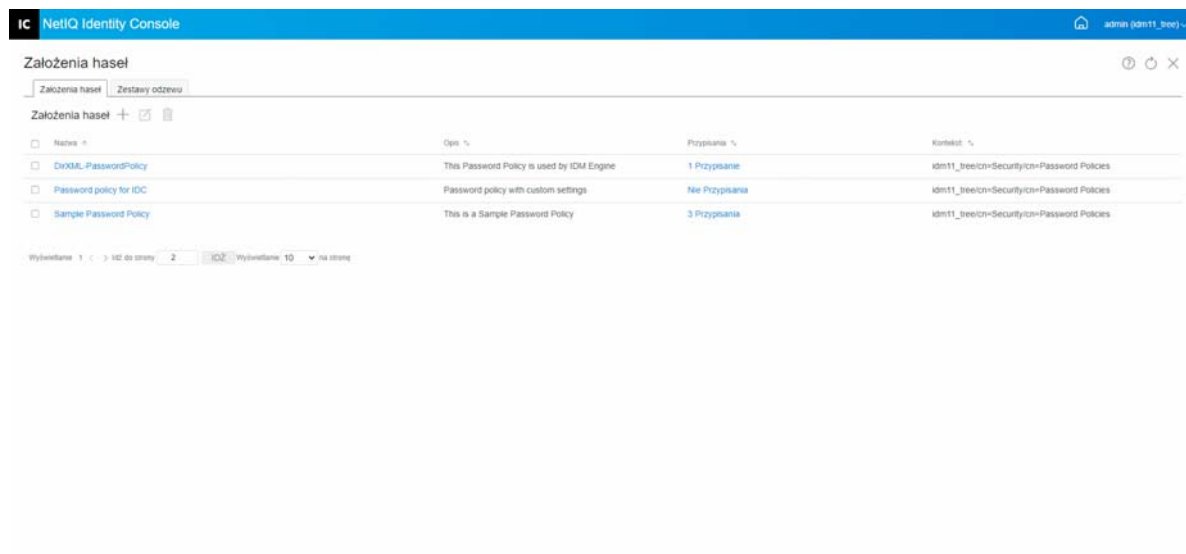 IC NetIQ Identity Console admin (idm11_tree)
Założenia haseł
Założenia haseł Zestawy odzewu
Założenia haseł
Nazwa Opis Przypisania Kontekst
DirXML-PasswordPolicy This Password Policy is used by IDM Engine 1 Przypisanie idm11_tree/cn=Security/cn=Password Policies
Password policy for IDC Password policy with custom settings Nie Przypisania idm11_tree/cn=Security/cn=Password Policies
Sample Password Policy This is a Sample Password Policy 3 Przypisania idm11_tree/cn=Security/cn=Password Policies
Wyświetlanie 1 < > Idź do strony 2 IDŹ Wyświetlanie 10 na stronę